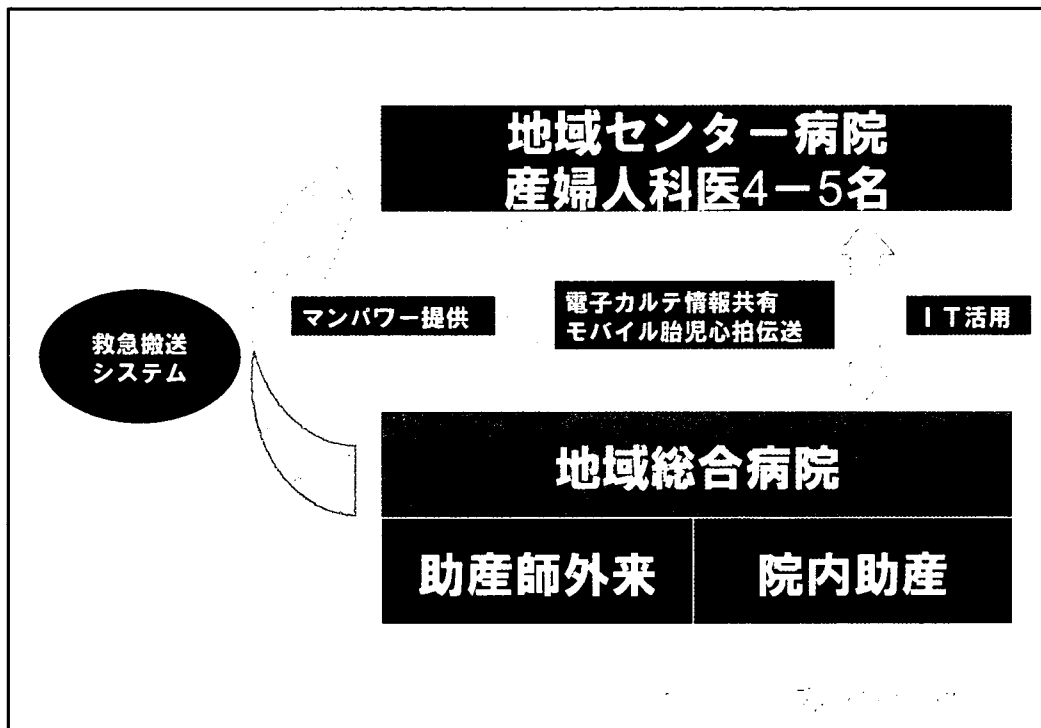 地域センター病院
産婦人科医4－5名
マンパワー提供
電子カルテ情報共有
モバイル胎児心拍伝送
ＩＴ活用
救急搬送
システム
地域総合病院
助産師外来
院内助産